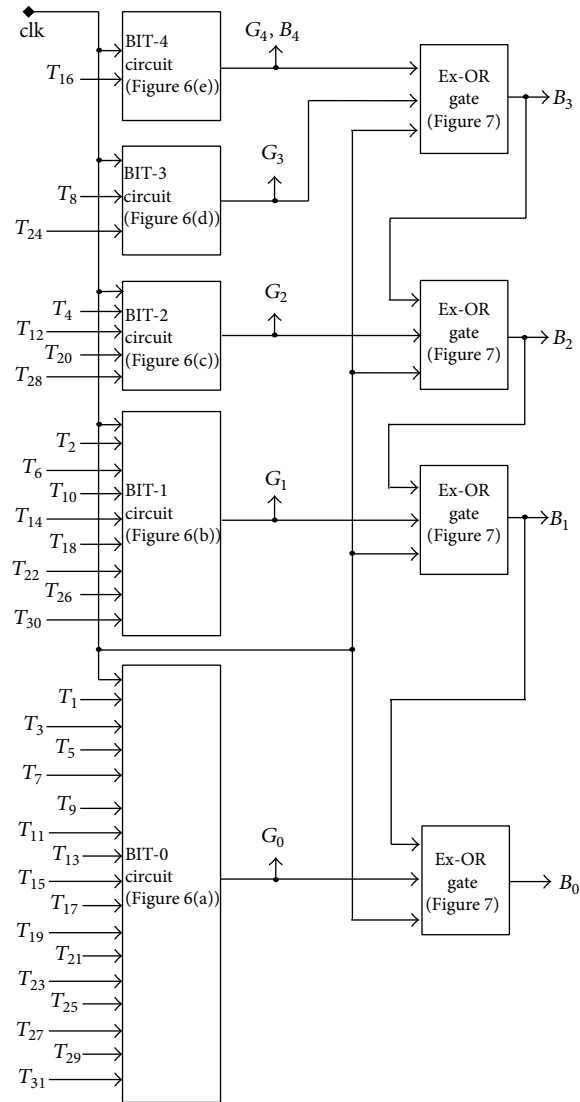 clk
T16
BIT-4
circuit
(Figure 6(e))
G4, B4
Ex-OR
gate
(Figure 7)
B3
T8
T24
BIT-3
circuit
(Figure 6(d))
G3
T4
T12
T20
T28
BIT-2
circuit
(Figure 6(c))
G2
Ex-OR
gate
(Figure 7)
B2
T2
T6
T10
T14
T18
T22
T26
T30
BIT-1
circuit
(Figure 6(b))
G1
Ex-OR
gate
(Figure 7)
B1
T1
T3
T5
T7
T9
T11
T13
T15
T17
T19
T21
T23
T25
T27
T29
T31
BIT-0
circuit
(Figure 6(a))
G0
Ex-OR
gate
(Figure 7)
B0